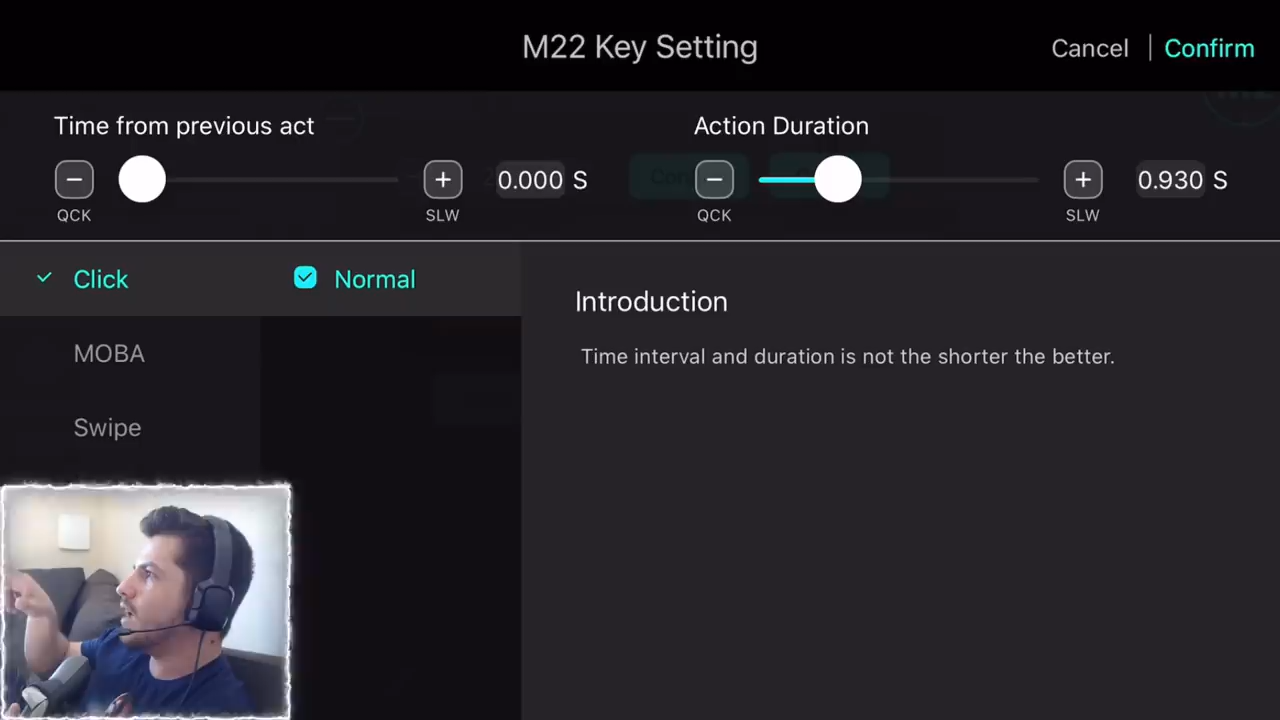 M22 Key Setting
Cancel | Confirm
Time from previous act
Action Duration
0.000 S
0.930 S
QCK
SLW
QCK
SLW
Click
Normal
Introduction
MOBA
Time interval and duration is not the shorter the better.
Swipe